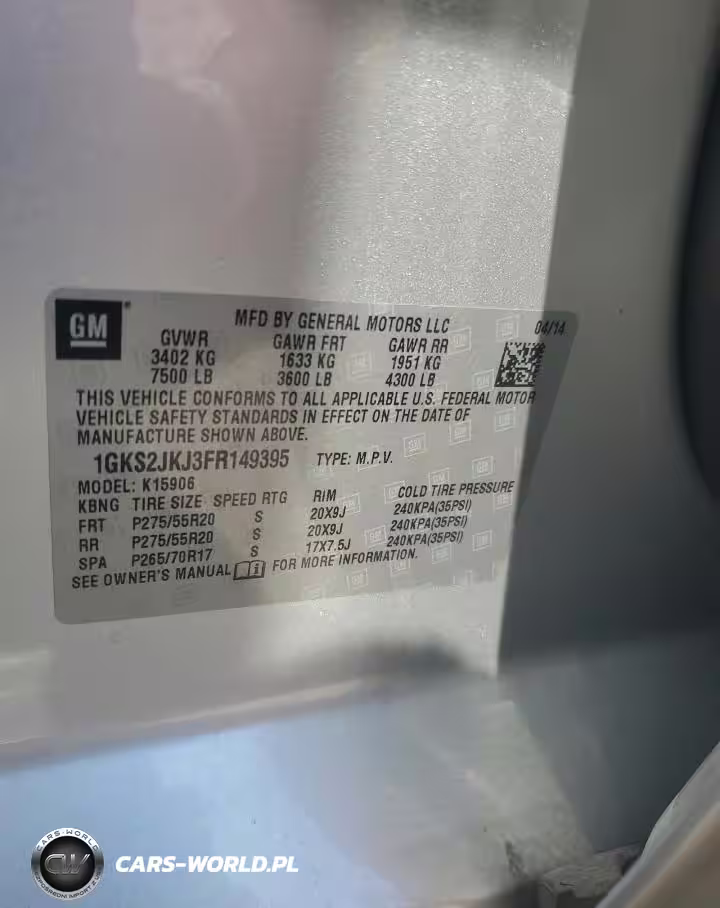 GM
MFD BY GENERAL MOTORS LLC 04/14
GVWR GAWR FRT GAWR RR
3402 KG 1633 KG 1951 KG
7500 LB 3600 LB 4300 LB
THIS VEHICLE CONFORMS TO ALL APPLICABLE U.S. FEDERAL MOTOR
VEHICLE SAFETY STANDARDS IN EFFECT ON THE DATE OF
MANUFACTURE SHOWN ABOVE.
1GKS2JKJ3FR149395 TYPE: M.P.V.
MODEL: K15906
KBNG TIRE SIZE SPEED RTG RIM COLD TIRE PRESSURE
FRT P275/55R20 S 20X9J 240KPA(35PSI)
RR P275/55R20 S 20X9J 240KPA(35PSI)
SPA P265/70R17 S 17X7.5J 240KPA(35PSI)
SEE OWNER'S MANUAL FOR MORE INFORMATION.
CARS-WORLD
CW
CARS-WORLD.PL